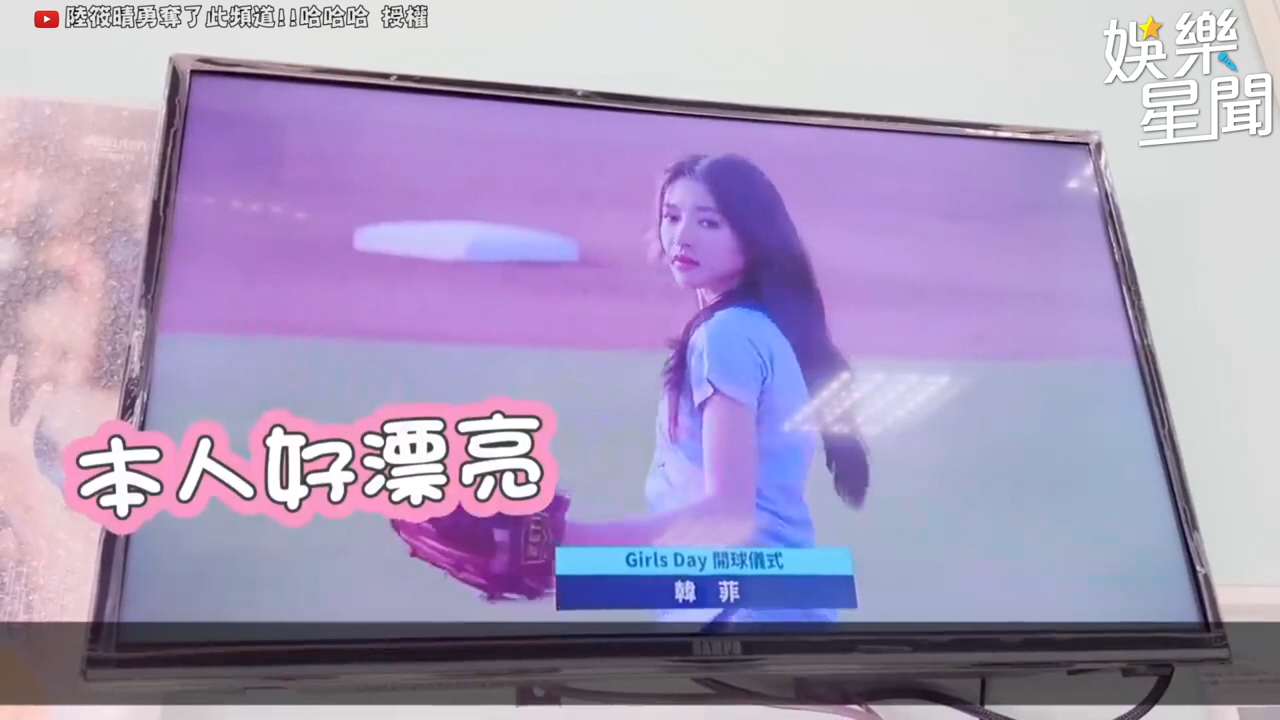 陸筱晴勇奪了此頻道!!哈哈哈 授權
娛樂
星聞
本人好漂亮
Girls Day 開球儀式
韓 菲
SAMPO